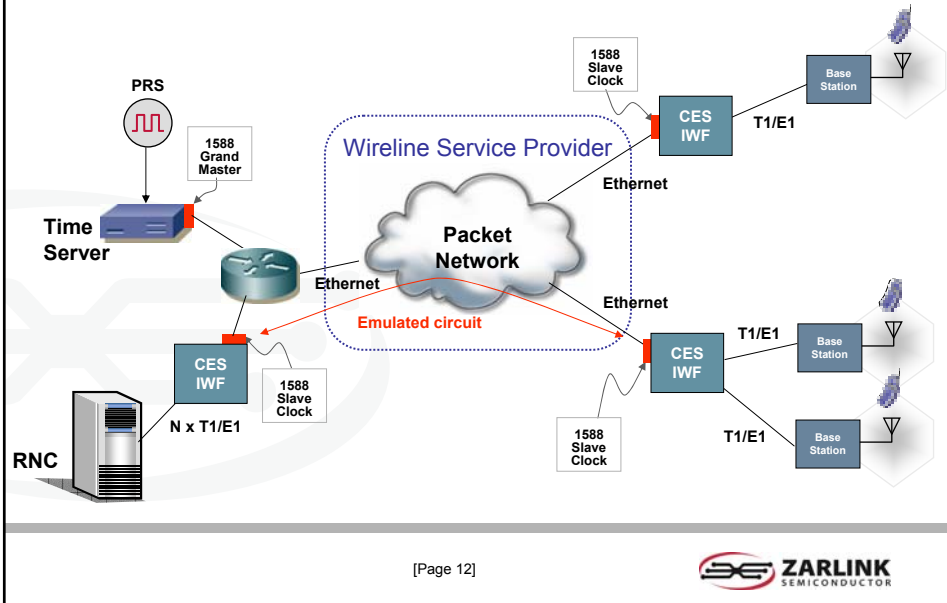 PRS
1588
Grand
Master
Time
Server
1588
Slave
Clock
CES
IWF
T1/E1
Base
Station
Wireline Service Provider
Ethernet
Packet
Network
Ethernet
Ethernet
Emulated circuit
CES
IWF
1588
Slave
Clock
N x T1/E1
RNC
CES
IWF
1588
Slave
Clock
T1/E1
Base
Station
T1/E1
Base
Station
[Page 12]
ZARLINK
SEMICONDUCTOR